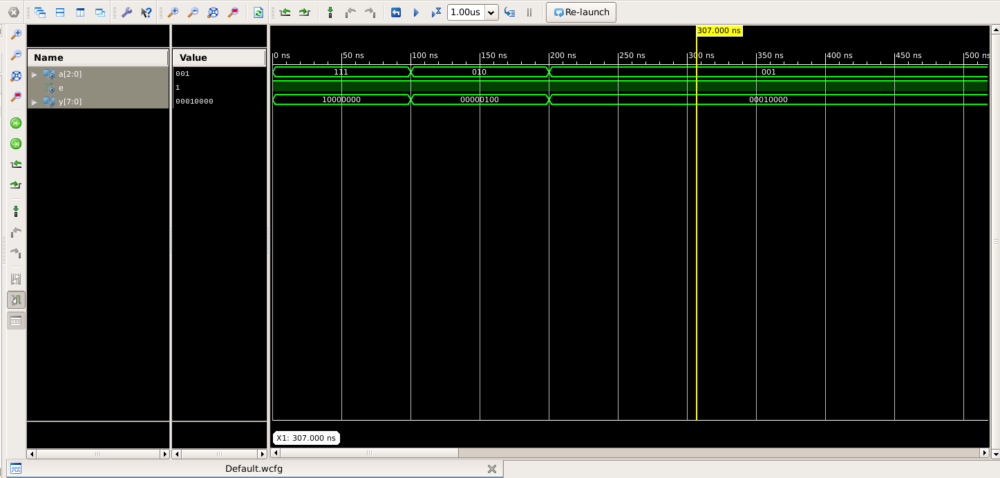 1.00us Re-launch
307.000 ns
Name Value
0 ns 50 ns 100 ns 150 ns 200 ns 250 ns 300 ns 350 ns 400 ns 450 ns 500 ns
a[2:0] 001 111 010 001
e 1
y[7:0] 00010000 10000000 00000100 00010000
X1: 307.000 ns
Default.wcfg